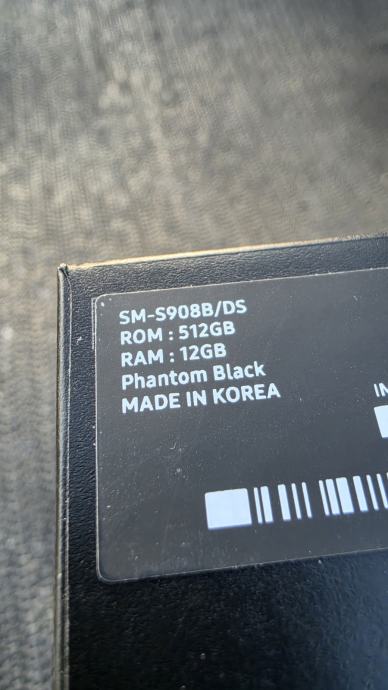 SM-S908B/DS
ROM : 512GB
RAM : 12GB
Phantom Black
MADE IN KOREA